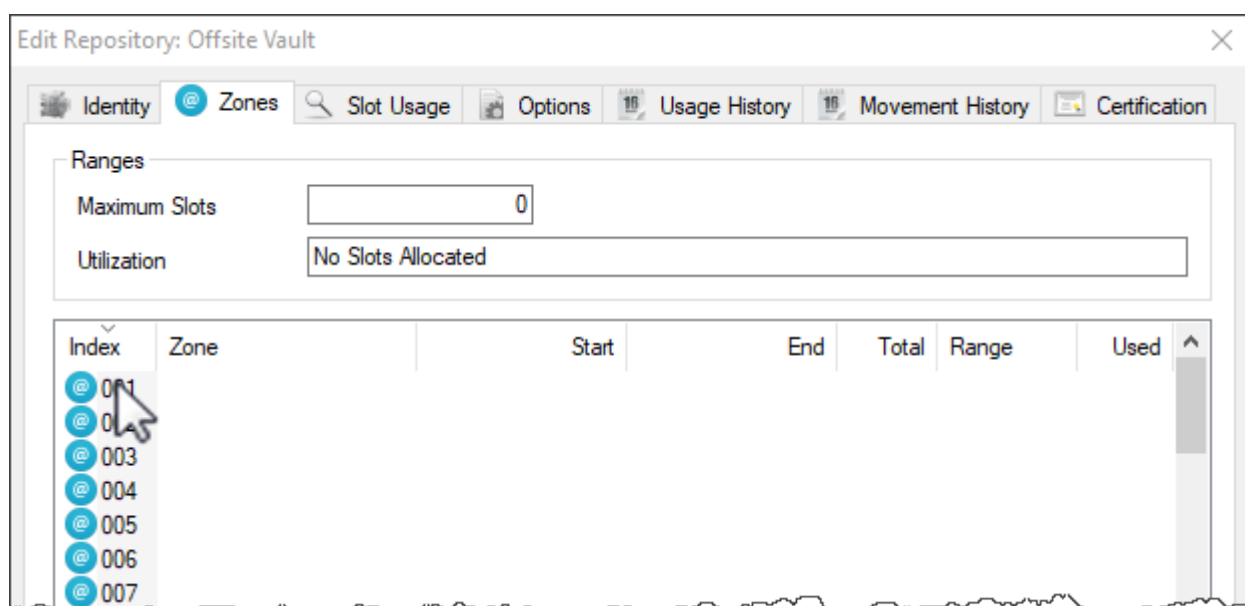 Edit Repository: Offsite Vault
Identity Zones Slot Usage Options Usage History Movement History Certification
Ranges
Maximum Slots 0
Utilization No Slots Allocated
Index Zone Start End Total Range Used
001
003
004
005
006
007